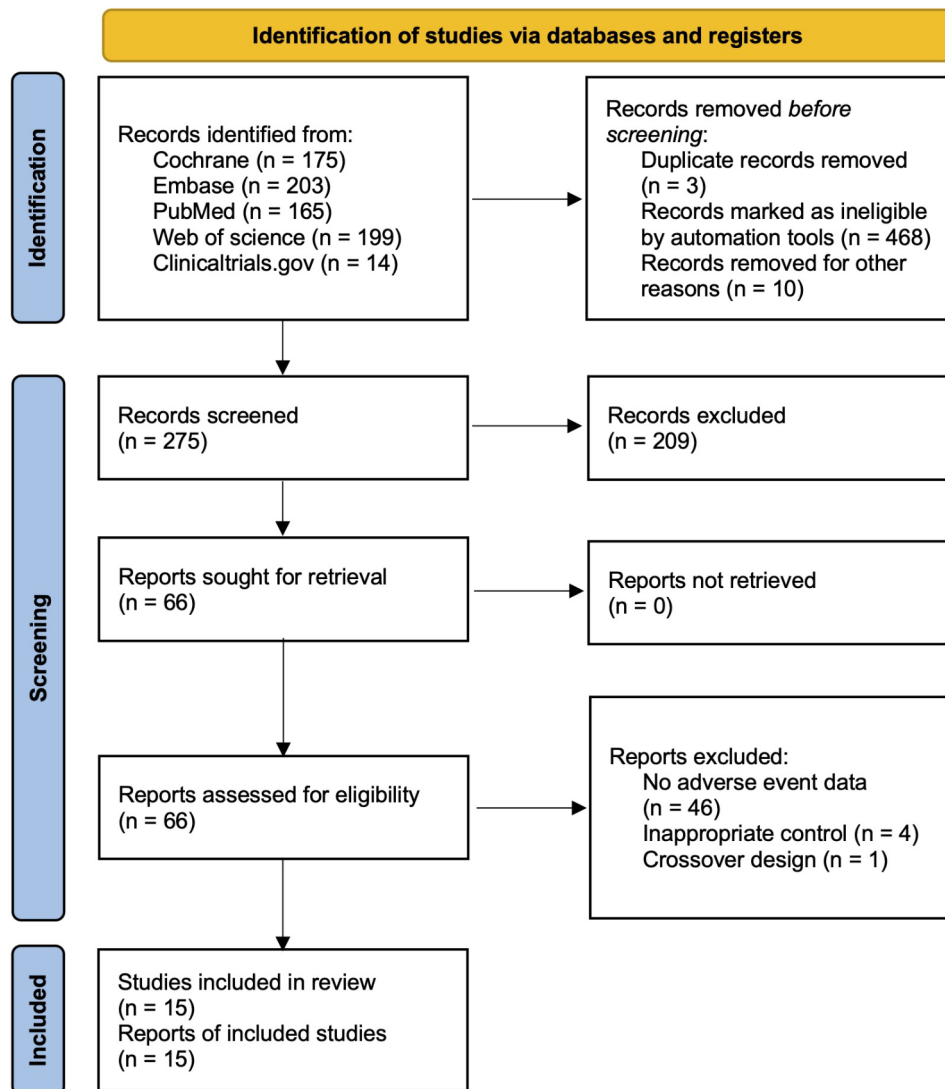 Identification of studies via databases and registers
Identification
Records identified from:
Cochrane (n = 175)
Embase (n = 203)
PubMed (n = 165)
Web of science (n = 199)
Clinicaltrials.gov (n = 14)
Records removed before
screening:
Duplicate records removed
(n = 3)
Records marked as ineligible
by automation tools (n = 468)
Records removed for other
reasons (n = 10)
Screening
Records screened
(n = 275)
Records excluded
(n = 209)
Reports sought for retrieval
(n = 66)
Reports not retrieved
(n = 0)
Reports assessed for eligibility
(n = 66)
Reports excluded:
No adverse event data
(n = 46)
Inappropriate control (n = 4)
Crossover design (n = 1)
Included
Studies included in review
(n = 15)
Reports of included studies
(n = 15)